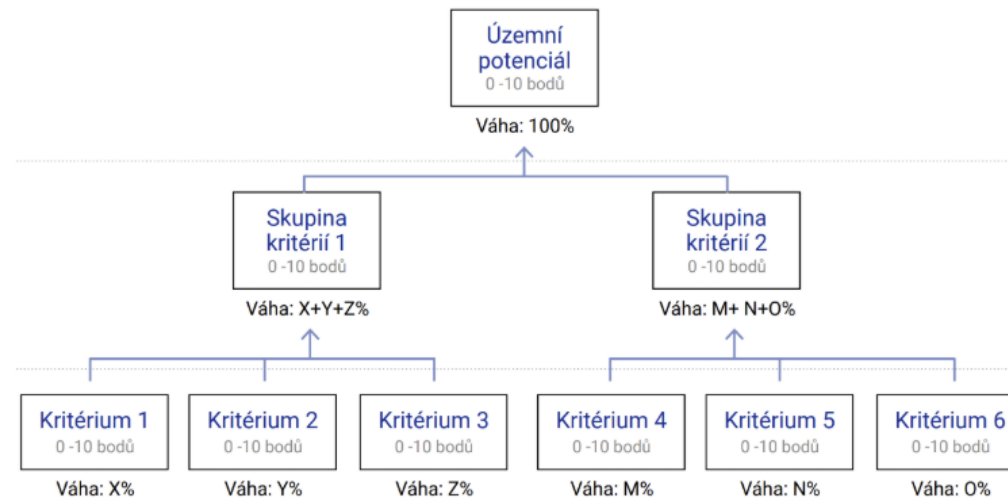 Územní
potenciál
0 -10 bodů
Váha: 100%
Skupina
kritérií 1
0 -10 bodů
Váha: X+Y+Z%
Skupina
kritérií 2
0 -10 bodů
Váha: M+ N+O%
Kritérium 1
0 -10 bodů
Váha: X%
Kritérium 2
0 -10 bodů
Váha: Y%
Kritérium 3
0 -10 bodů
Váha: Z%
Kritérium 4
0 -10 bodů
Váha: M%
Kritérium 5
0 -10 bodů
Váha: N%
Kritérium 6
0 -10 bodů
Váha: O%